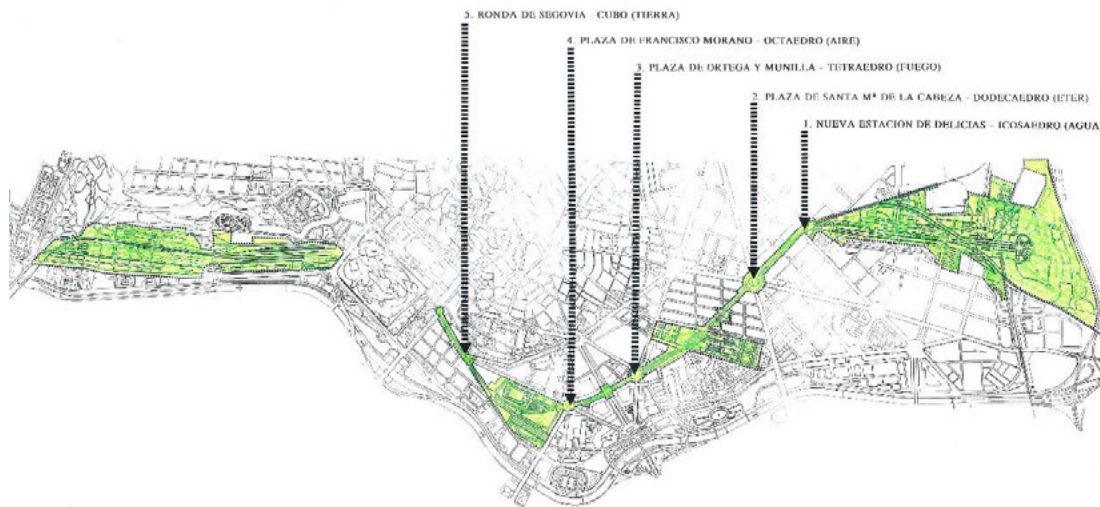 5. RONDA DE SEGOVIA - CUBO (TIERRA)
4. PLAZA DE FRANCISCO MORANO - OCTAEDRO (AIRE)
3. PLAZA DE ORTEGA Y MUNILLA - TETRAEDRO (FUEGO)
2. PLAZA DE SANTA Mª DE LA CABEZA - DODECAEDRO (ETER)
1. NUEVA ESTACION DE DELICIAS - ICOSAEDRO (AGUA